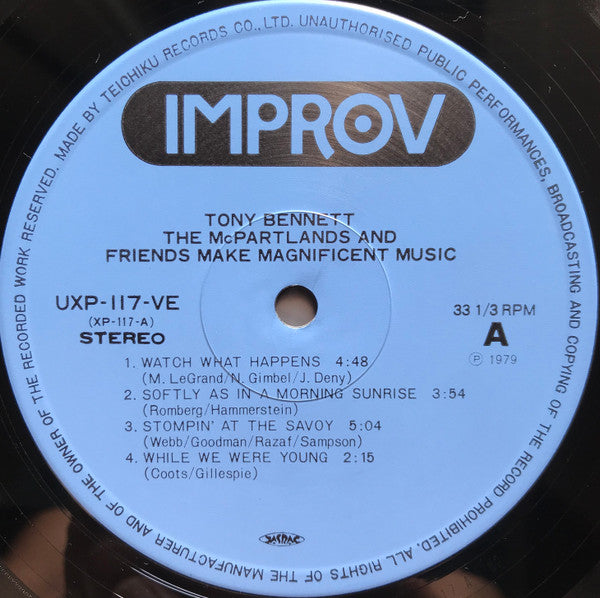 MADE BY TEICHIKU RECORDS CO., LTD. UNAUTHORISED PUBLIC PERFORMANCES, BROADCASTING AND COPYING OF THE RECORD PROHIBITED. ALL RIGHTS OF THE MANUFACTURER AND OF THE OWNER OF THE RECORDED WORK RESERVED.
IMPROV
TONY BENNETT
THE McPARTLANDS AND
FRIENDS MAKE MAGNIFICENT MUSIC
UXP-117-VE
(XP-117-A)
STEREO
33 1/3 RPM
A
Ⓟ 1979
1. WATCH WHAT HAPPENS 4:48
(M. LeGrand/N. Gimbel/J. Deny)
2. SOFTLY AS IN A MORNING SUNRISE 3:54
(Romberg/Hammerstein)
3. STOMPIN' AT THE SAVOY 5:04
(Webb/Goodman/Razaf/Sampson)
4. WHILE WE WERE YOUNG 2:15
(Coots/Gillespie)
JASRAC